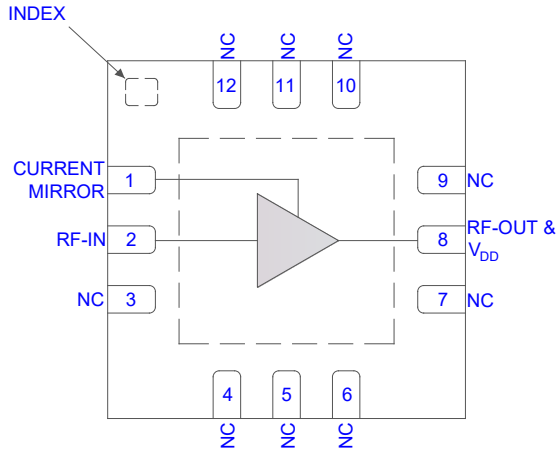 INDEX
NC
NC
NC
12
11
10
CURRENT
MIRROR
1
9
NC
RF-IN
2
8
RF-OUT &
VDD
NC
3
7
NC
4
5
6
NC
NC
NC